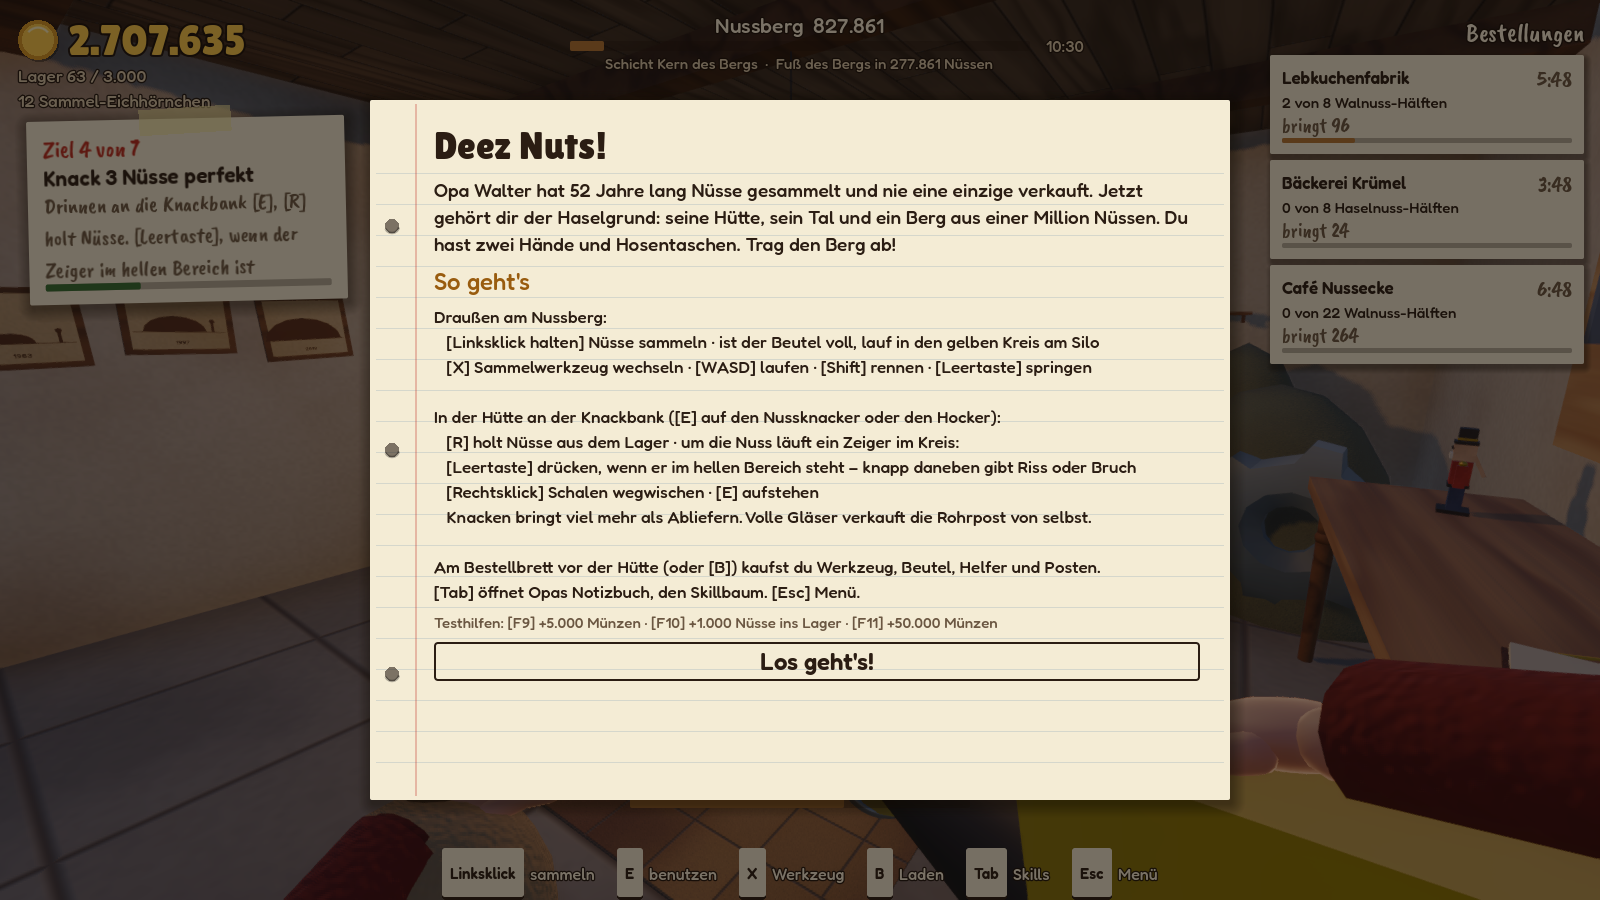 2.707.635
Lager 63 / 3.000
12 Sammel-Eichhörnchen
Nussberg 827.861
10:30
Schicht Kern des Bergs · Fuß des Bergs in 277.861 Nüssen
Bestellungen
Lebkuchenfabrik 5:48
2 von 8 Walnuss-Hälften
bringt 96
Bäckerei Krümel 3:48
0 von 8 Haselnuss-Hälften
bringt 24
Café Nussecke 6:48
0 von 22 Walnuss-Hälften
bringt 264
Ziel 4 von 7
Knack 3 Nüsse perfekt
Drinnen an die Knackbank [E], [R]
holt Nüsse. [Leertaste], wenn der
Zeiger im hellen Bereich ist
Deez Nuts!
Opa Walter hat 52 Jahre lang Nüsse gesammelt und nie eine einzige verkauft. Jetzt
gehört dir der Haselgrund: seine Hütte, sein Tal und ein Berg aus einer Million Nüssen. Du
hast zwei Hände und Hosentaschen. Trag den Berg ab!
So geht's
Draußen am Nussberg:
[Linksklick halten] Nüsse sammeln · ist der Beutel voll, lauf in den gelben Kreis am Silo
[X] Sammelwerkzeug wechseln · [WASD] laufen · [Shift] rennen · [Leertaste] springen
In der Hütte an der Knackbank ([E] auf den Nussknacker oder den Hocker):
[R] holt Nüsse aus dem Lager · um die Nuss läuft ein Zeiger im Kreis:
[Leertaste] drücken, wenn er im hellen Bereich steht – knapp daneben gibt Riss oder Bruch
[Rechtsklick] Schalen wegwischen · [E] aufstehen
Knacken bringt viel mehr als Abliefern. Volle Gläser verkauft die Rohrpost von selbst.
Am Bestellbrett vor der Hütte (oder [B]) kaufst du Werkzeug, Beutel, Helfer und Posten.
[Tab] öffnet Opas Notizbuch, den Skillbaum. [Esc] Menü.
Testhilfen: [F9] +5.000 Münzen · [F10] +1.000 Nüsse ins Lager · [F11] +50.000 Münzen
Los geht's!
Linksklick sammeln E benutzen X Werkzeug B Laden Tab Skills Esc Menü